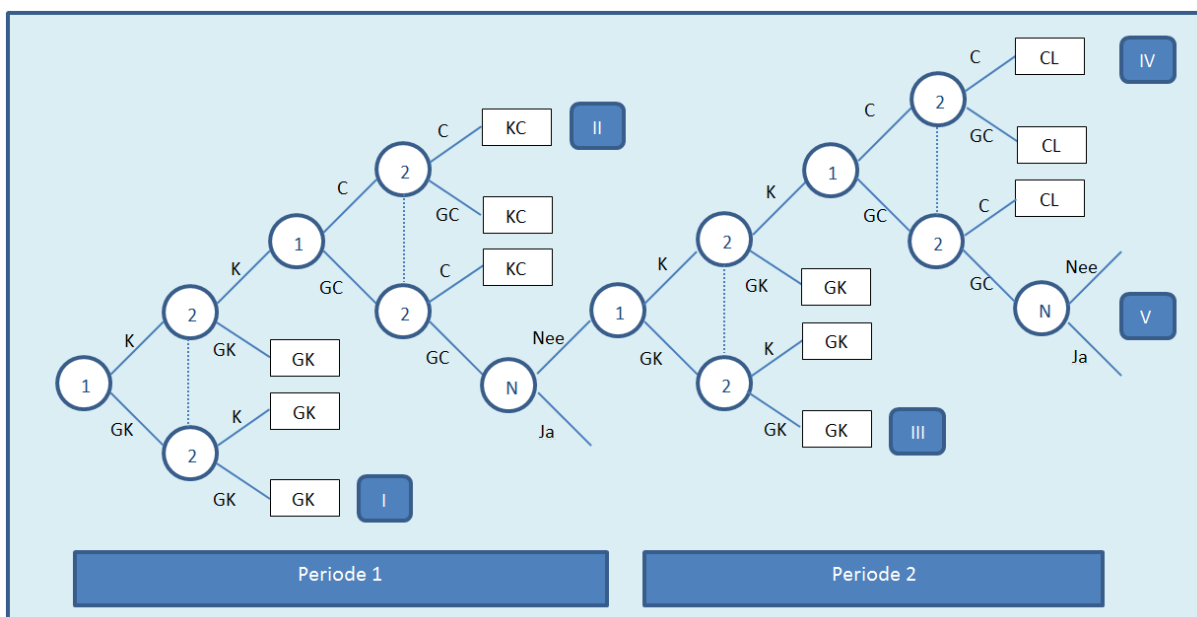 C CL IV
2
C KC II C GC CL
2 1 C CL
C GC KC K GC 2
1 C KC 2 Nee
K GC 2 K GK GK GC N V
2 Nee 1 K GK Ja
K GK GK GC GK 2
1 K GK N GK GK III
GK 2 Ja
GK GK I
Periode 1 Periode 2